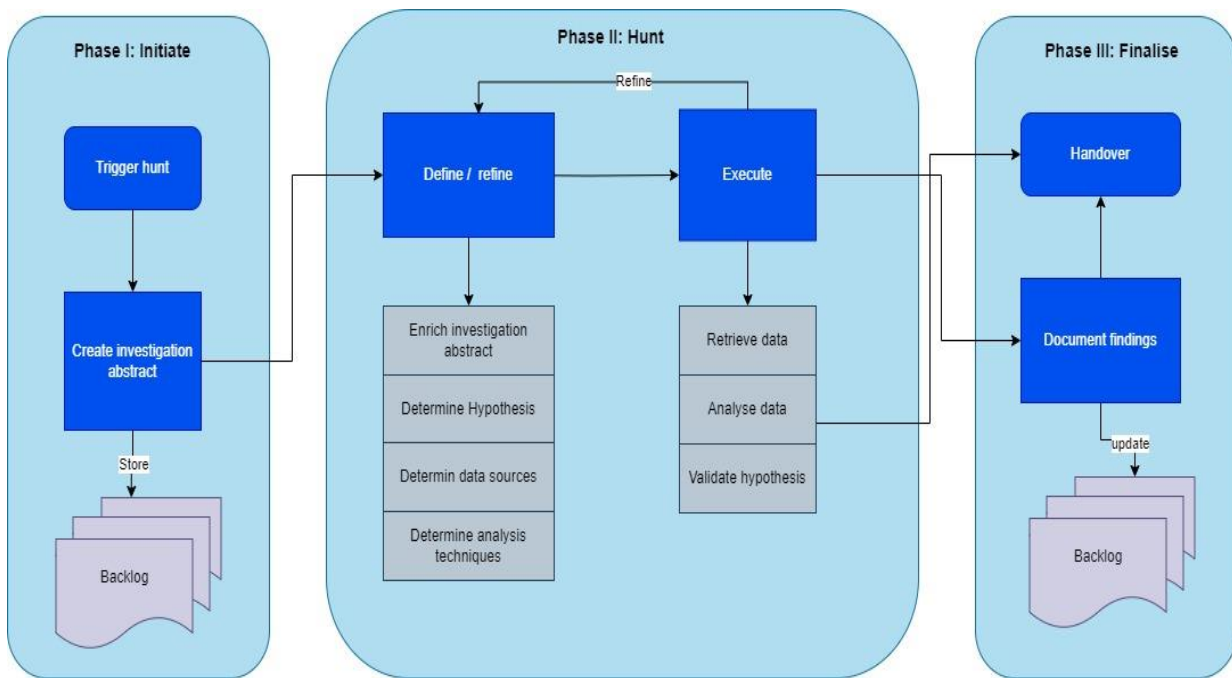 Phase I: Initiate
Trigger hunt
Create investigation
abstract
Store
Backlog
Phase II: Hunt
Refine
Define / refine
Execute
Enrich investigation
abstract
Determine Hypothesis
Determin data sources
Determine analysis
techniques
Retrieve data
Analyse data
Validate hypothesis
Phase III: Finalise
Handover
Document findings
update
Backlog